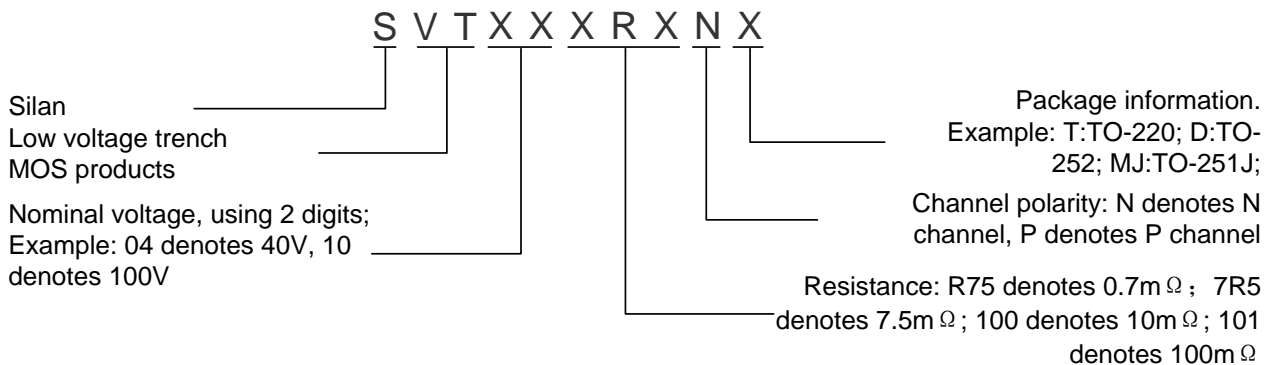 S V T X X X R X N X
Silan
Low voltage trench
MOS products
Nominal voltage, using 2 digits;
Example: 04 denotes 40V, 10
denotes 100V
Package information.
Example: T:TO-220; D:TO-
252; MJ:TO-251J;
Channel polarity: N denotes N
channel, P denotes P channel
Resistance: R75 denotes 0.7mΩ；7R5
denotes 7.5mΩ; 100 denotes 10mΩ; 101
denotes 100mΩ